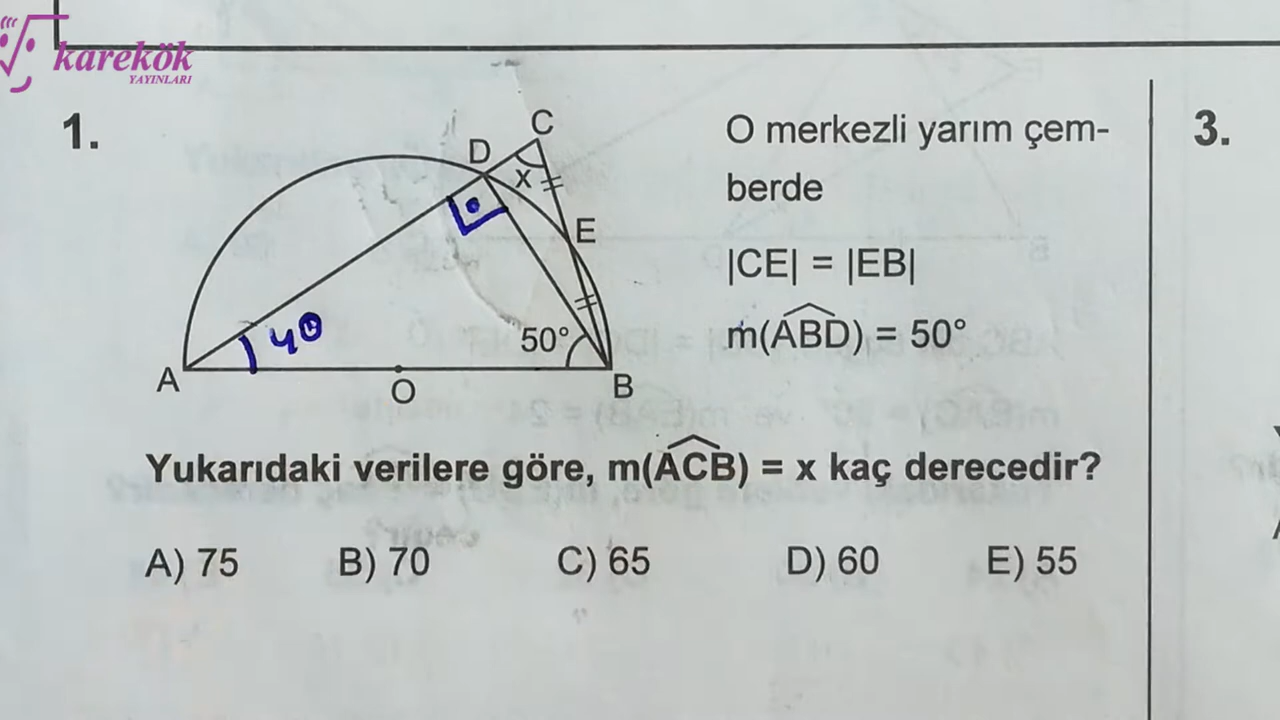 karekök
YAYINLARI
1.
C
D
x
E
40
50°
A
O
B
O merkezli yarım çem-
berde
|CE| = |EB|
m(ABD) = 50°
Yukarıdaki verilere göre, m(ACB) = x kaç derecedir?
A) 75 B) 70 C) 65 D) 60 E) 55
3.